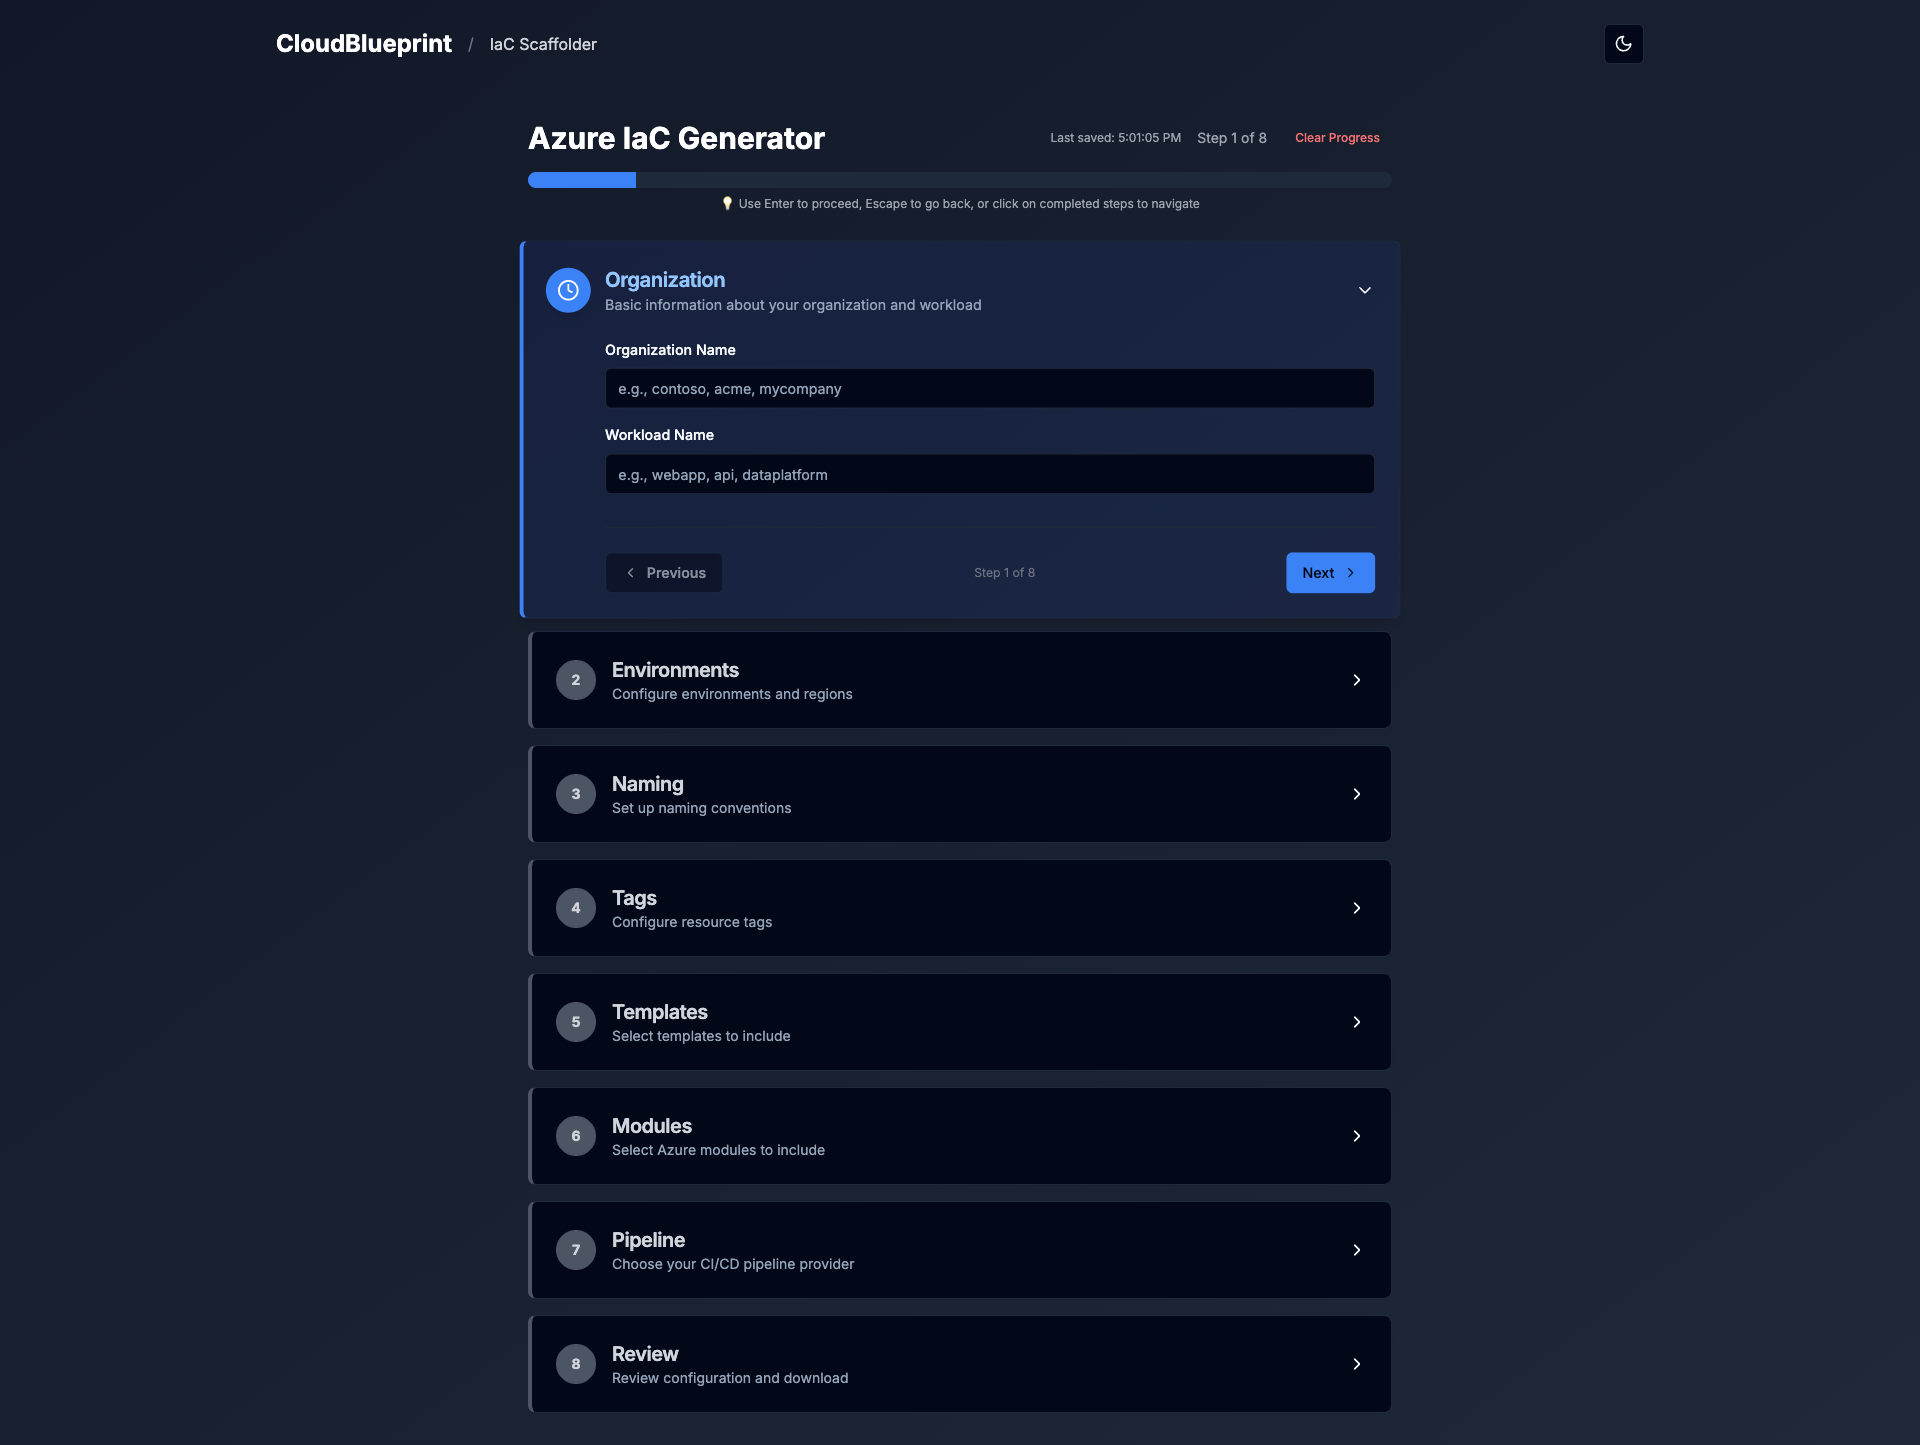 CloudBlueprint / IaC Scaffolder
Azure IaC Generator
Last saved: 5:01:05 PM Step 1 of 8 Clear Progress
💡 Use Enter to proceed, Escape to go back, or click on completed steps to navigate
Organization
Basic information about your organization and workload
Organization Name
e.g., contoso, acme, mycompany
Workload Name
e.g., webapp, api, dataplatform
Previous
Step 1 of 8
Next
2
Environments
Configure environments and regions
3
Naming
Set up naming conventions
4
Tags
Configure resource tags
5
Templates
Select templates to include
6
Modules
Select Azure modules to include
7
Pipeline
Choose your CI/CD pipeline provider
8
Review
Review configuration and download